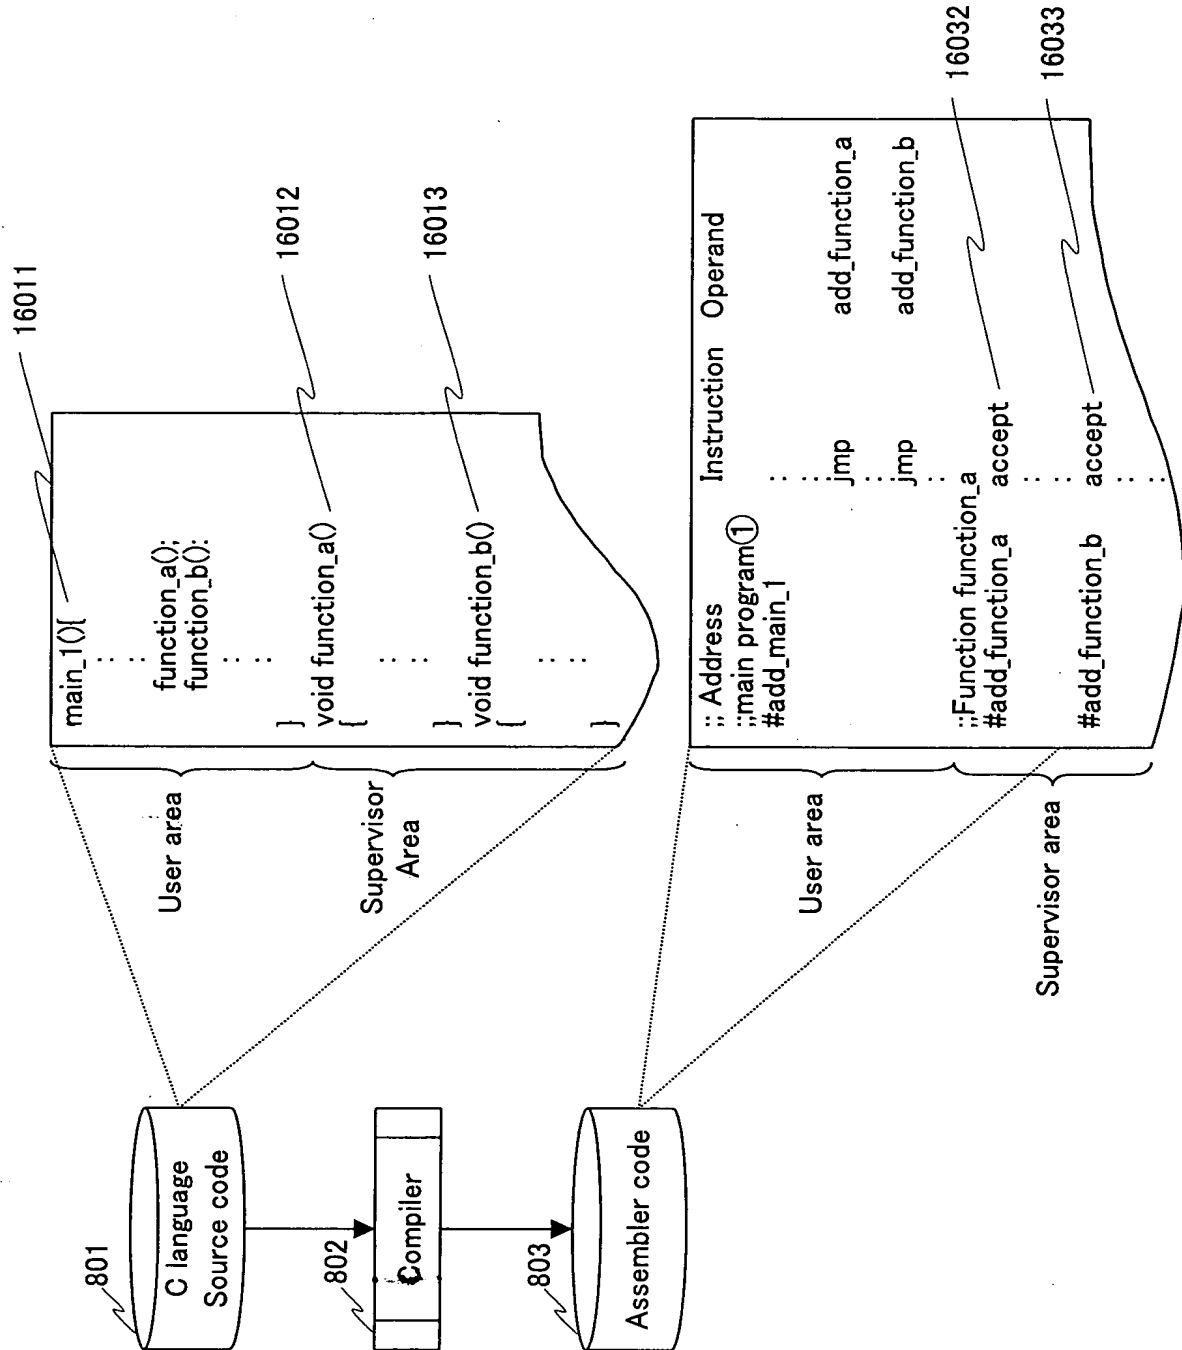 801
C language
Source code
802
Compiler
803
Assembler code
User area
Supervisor
Area
main_1(){
: :
function_a();
function_b():
: :
: :
}
void function_a()
{
: :
: :
}
void function_b()
{
: :
: :
}
16011
16012
16013
User area
Supervisor area
;; Address Instruction Operand
;;main program①
#add_main_1
: :
: :
jmp add_function_a
: :
jmp add_function_b
: :
;;Function function_a
#add_function_a accept
: :
: :
#add_function_b accept
: :
: :
16032
16033